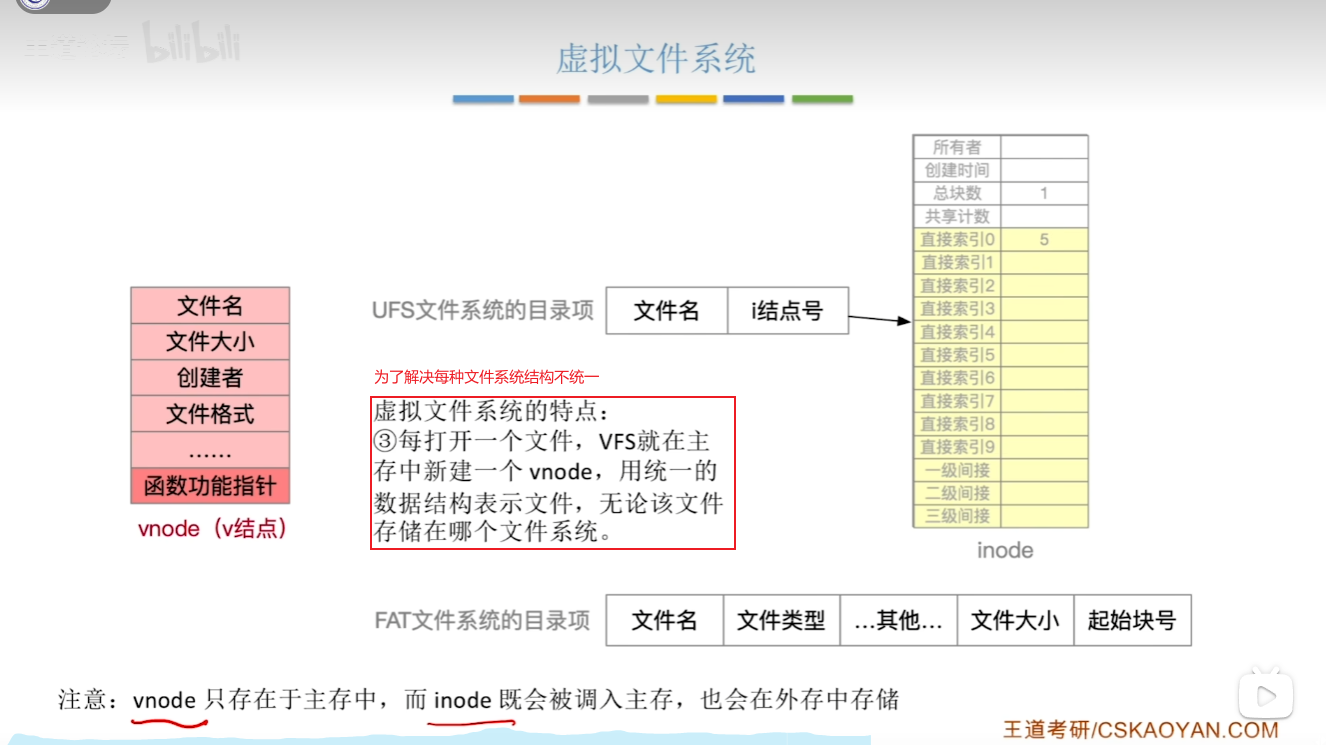 bilibili
虚拟文件系统
所有者
创建时间
总块数 1
共享计数
直接索引0 5
直接索引1
直接索引2
直接索引3
直接索引4
直接索引5
直接索引6
直接索引7
直接索引8
直接索引9
一级间接
二级间接
三级间接
inode
文件名
文件大小
创建者
文件格式
……
函数功能指针
vnode（v结点）
UFS文件系统的目录项 文件名 i结点号
为了解决每种文件系统结构不统一
虚拟文件系统的特点：
③每打开一个文件，VFS就在主
存中新建一个 vnode，用统一的
数据结构表示文件，无论该文件
存储在哪个文件系统。
FAT文件系统的目录项 文件名 文件类型 …其他… 文件大小 起始块号
注意：vnode 只存在于主存中，而 inode 既会被调入主存，也会在外存中存储
王道考研/CSKAOYAN.COM